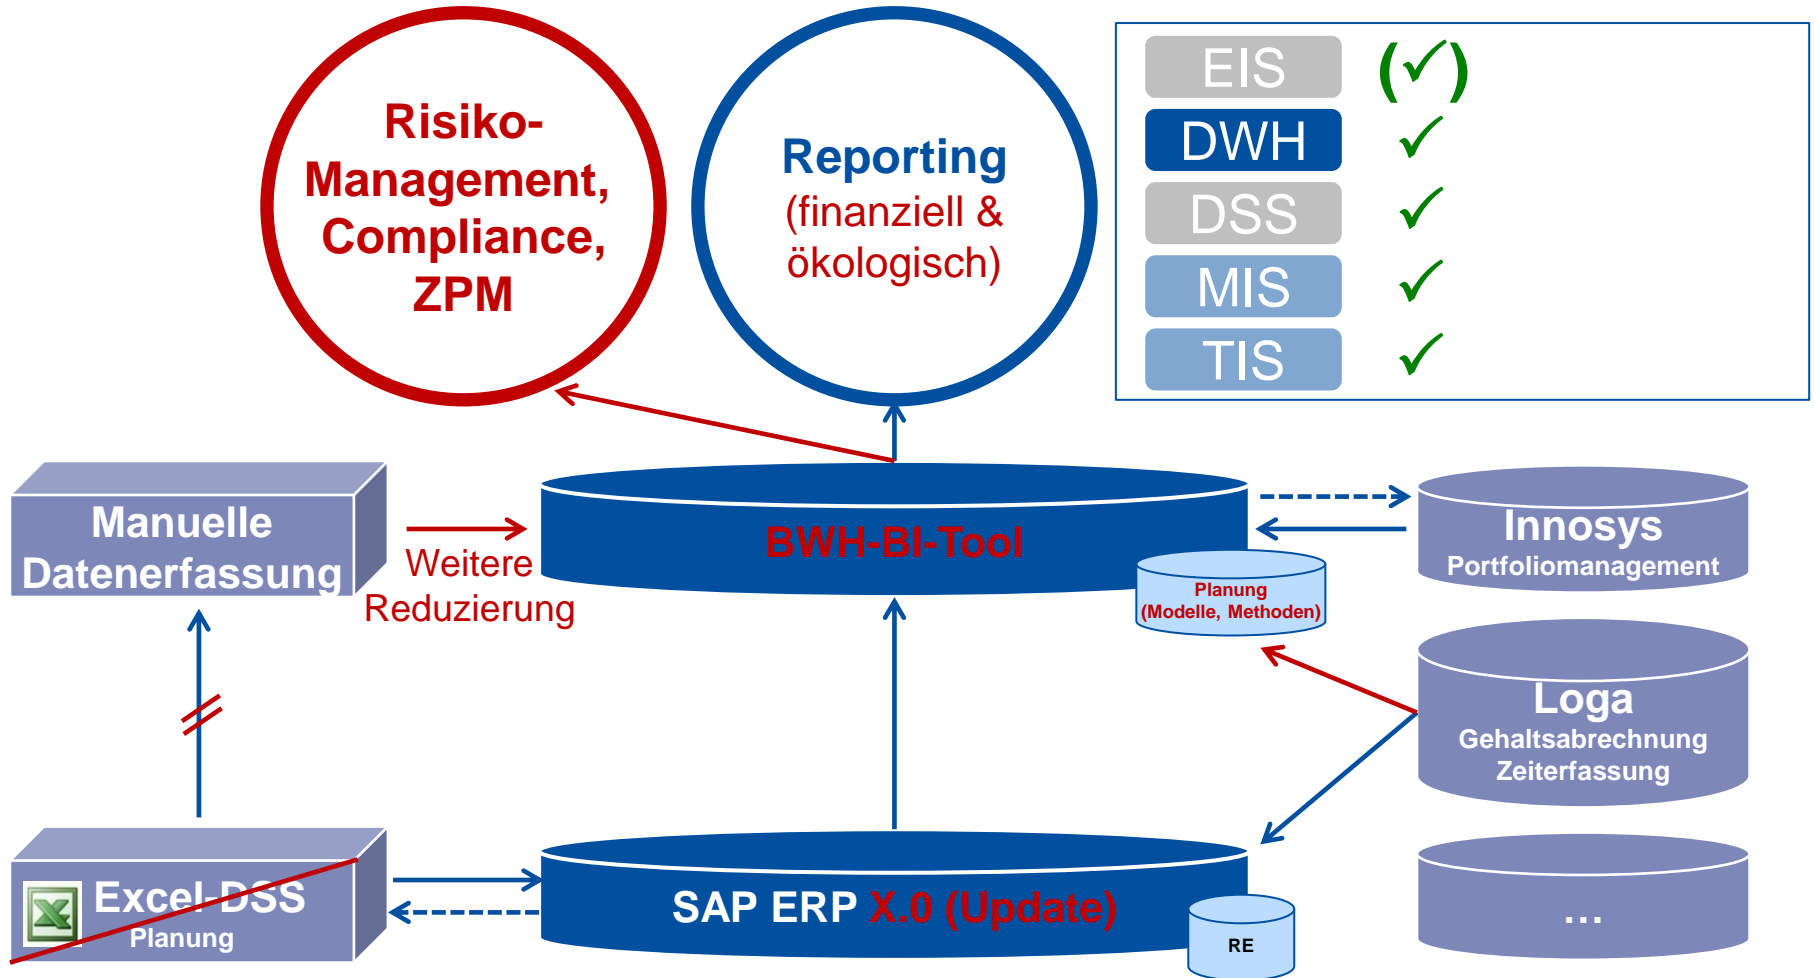 Risiko-
Management,
Compliance,
ZPM
Reporting
(finanziell &
ökologisch)
EIS (✓)
DWH ✓
DSS ✓
MIS ✓
TIS ✓
Manuelle
Datenerfassung
Weitere
Reduzierung
BWH-BI-Tool
Planung
(Modelle, Methoden)
Innosys
Portfoliomanagement
Loga
Gehaltsabrechnung
Zeiterfassung
Excel-DSS
Planung
SAP ERP X.0 (Update)
RE
...